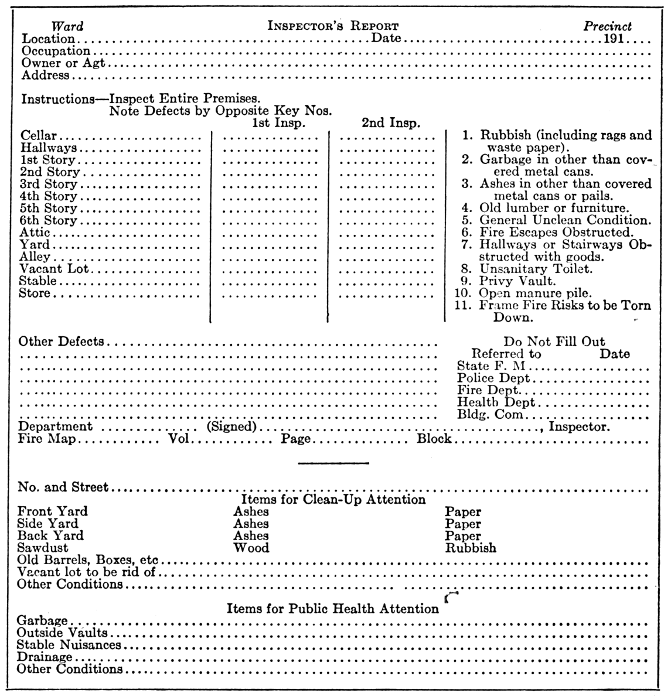 Ward INSPECTOR'S REPORT Precinct
Location..........Date..........191....
Occupation..........
Owner or Agt..........
Address..........
Instructions—Inspect Entire Premises.
Note Defects by Opposite Key Nos.
1st Insp. 2nd Insp.
Cellar..........
Hallways..........
1st Story..........
2nd Story..........
3rd Story..........
4th Story..........
5th Story..........
6th Story..........
Attic..........
Yard..........
Alley..........
Vacant Lot..........
Stable..........
Store..........
1. Rubbish (including rags and
waste paper).
2. Garbage in other than cov-
ered metal cans.
3. Ashes in other than covered
metal cans or pails.
4. Old lumber or furniture.
5. General Unclean Condition.
6. Fire Escapes Obstructed.
7. Hallways or Stairways Ob-
structed with goods.
8. Unsanitary Toilet.
9. Privy Vault.
10. Open manure pile.
11. Frame Fire Risks to be Torn
Down.
Other Defects..........
Do Not Fill Out
Referred to Date
State F. M..........
Police Dept..........
Fire Dept..........
Health Dept..........
Bldg. Com..........
Department .......... (Signed).........., Inspector.
Fire Map.......... Vol.......... Page.......... Block..........
No. and Street..........
Items for Clean-Up Attention
Front Yard Ashes Paper
Side Yard Ashes Paper
Back Yard Ashes Paper
Sawdust Wood Rubbish
Old Barrels, Boxes, etc..........
Vacant lot to be rid of..........
Other Conditions..........
Items for Public Health Attention
Garbage..........
Outside Vaults..........
Stable Nuisances..........
Drainage..........
Other Conditions..........